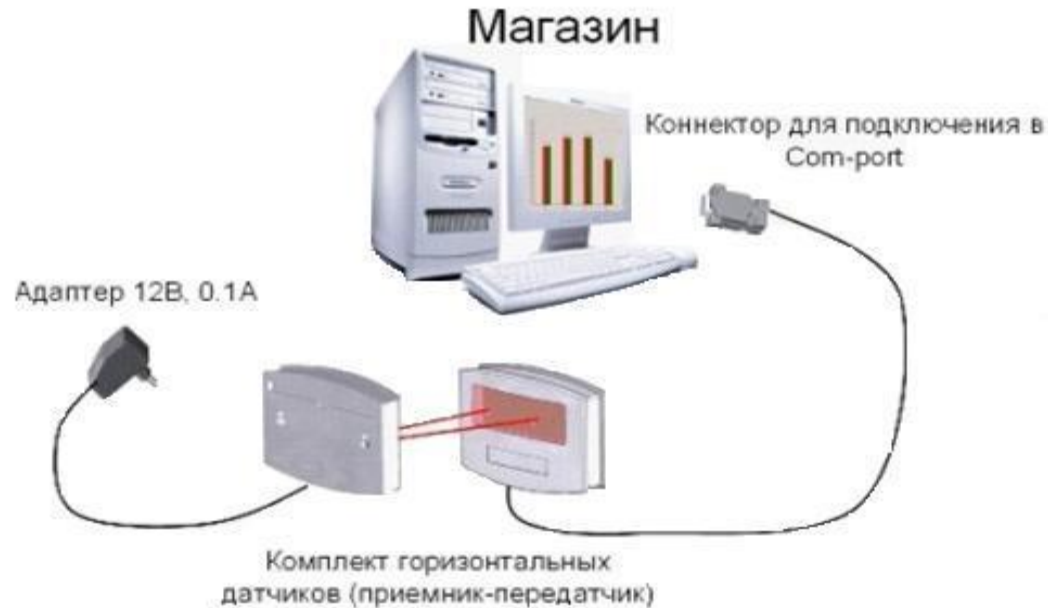 Магазин
Коннектор для подключения в
Com-port
Адаптер 12В, 0.1А
Комплект горизонтальных
датчиков (приемник-передатчик)